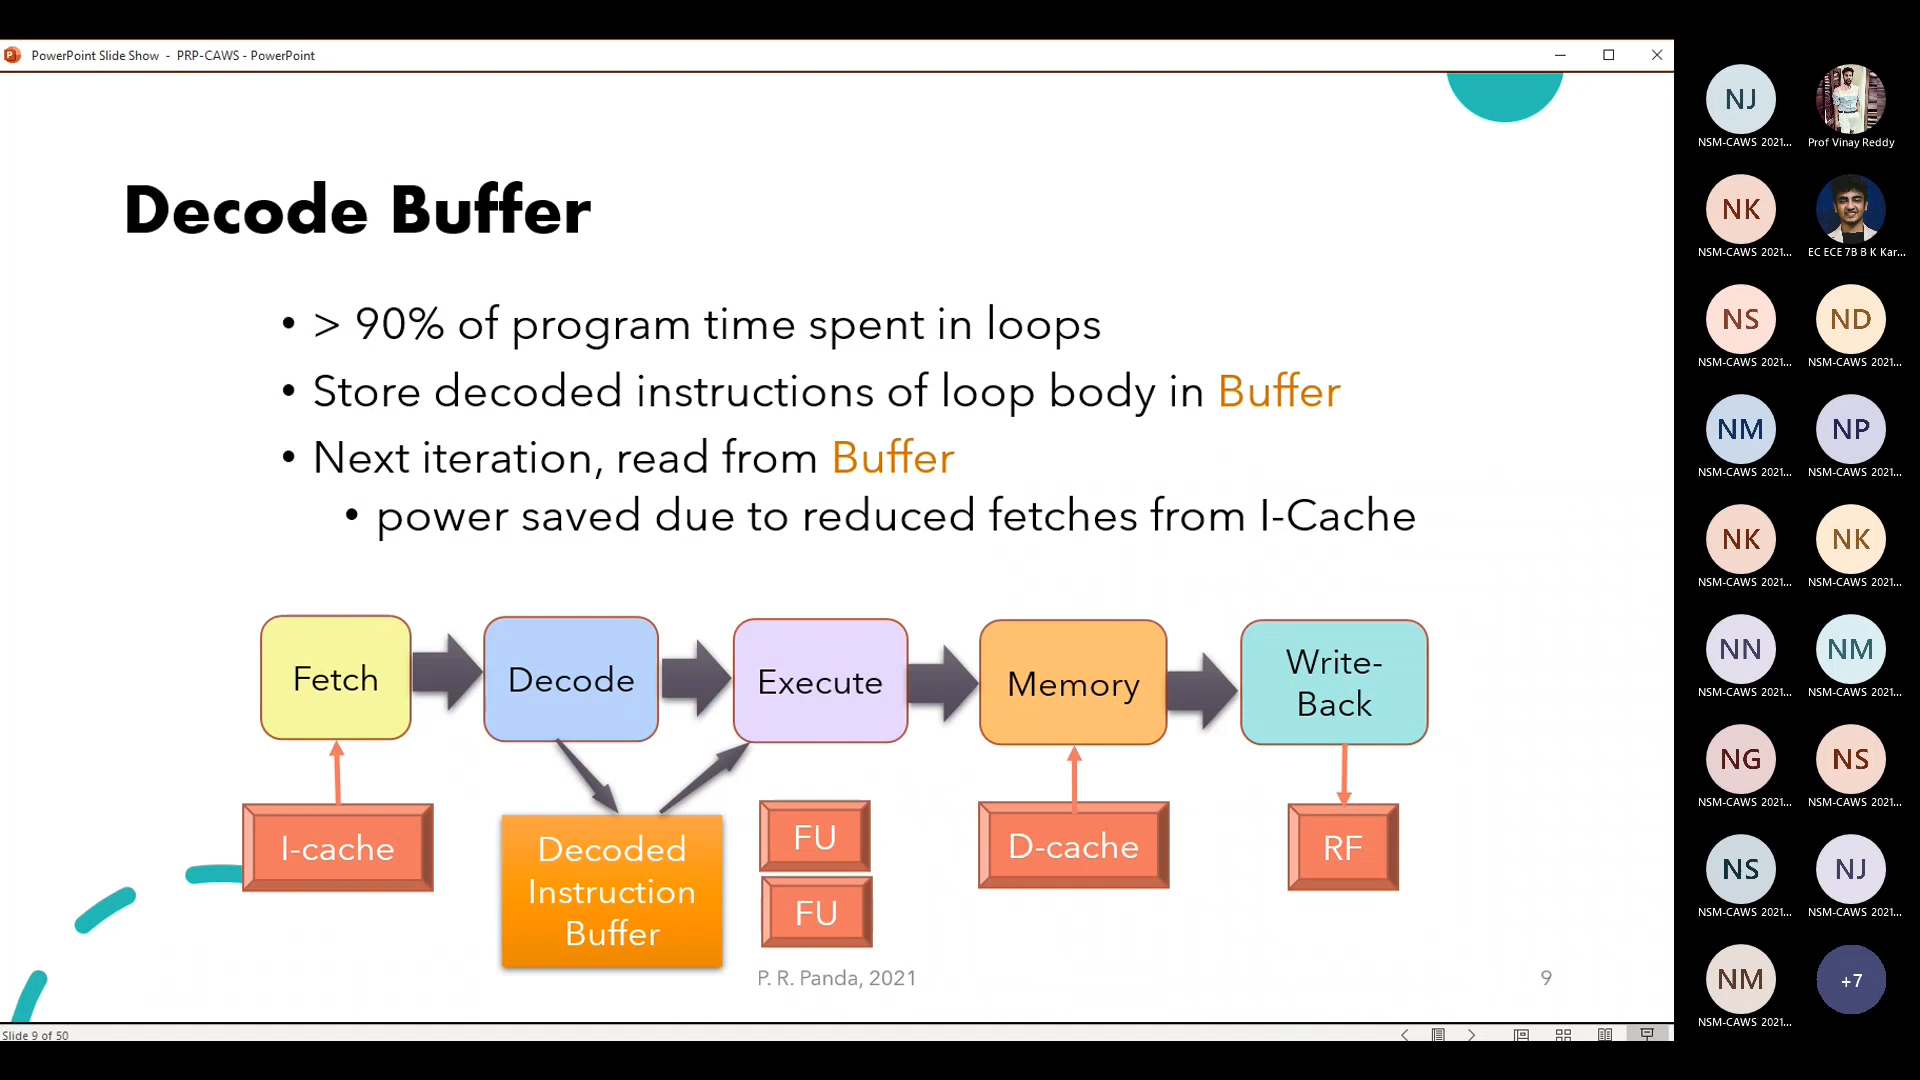 PowerPoint Slide Show - PRP-CAWS - PowerPoint
Decode Buffer
• > 90% of program time spent in loops
• Store decoded instructions of loop body in Buffer
• Next iteration, read from Buffer
• power saved due to reduced fetches from I-Cache
Fetch
Decode
Execute
Memory
Write-
Back
I-cache
Decoded
Instruction
Buffer
FU
FU
D-cache
RF
P. R. Panda, 2021
9
Slide 9 of 50
NJ
NSM-CAWS 2021...
Prof Vinay Reddy
NK
NSM-CAWS 2021...
EC ECE 7B B K Kar...
NS
NSM-CAWS 2021...
ND
NSM-CAWS 2021...
NM
NSM-CAWS 2021...
NP
NSM-CAWS 2021...
NK
NSM-CAWS 2021...
NK
NSM-CAWS 2021...
NN
NSM-CAWS 2021...
NM
NSM-CAWS 2021...
NG
NSM-CAWS 2021...
NS
NSM-CAWS 2021...
NS
NSM-CAWS 2021...
NJ
NSM-CAWS 2021...
NM
NSM-CAWS 2021...
+7